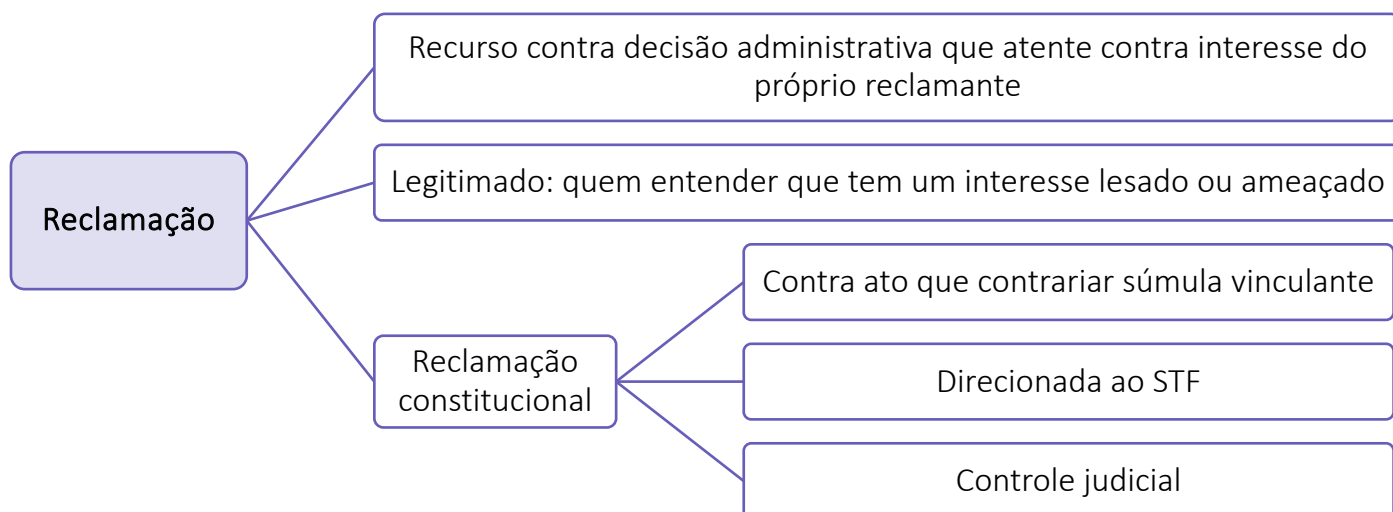 Recurso contra decisão administrativa que atente contra interesse do
próprio reclamante
Reclamação
Legitimado: quem entender que tem um interesse lesado ou ameaçado
Reclamação
constitucional
Contra ato que contrariar súmula vinculante
Direcionada ao STF
Controle judicial